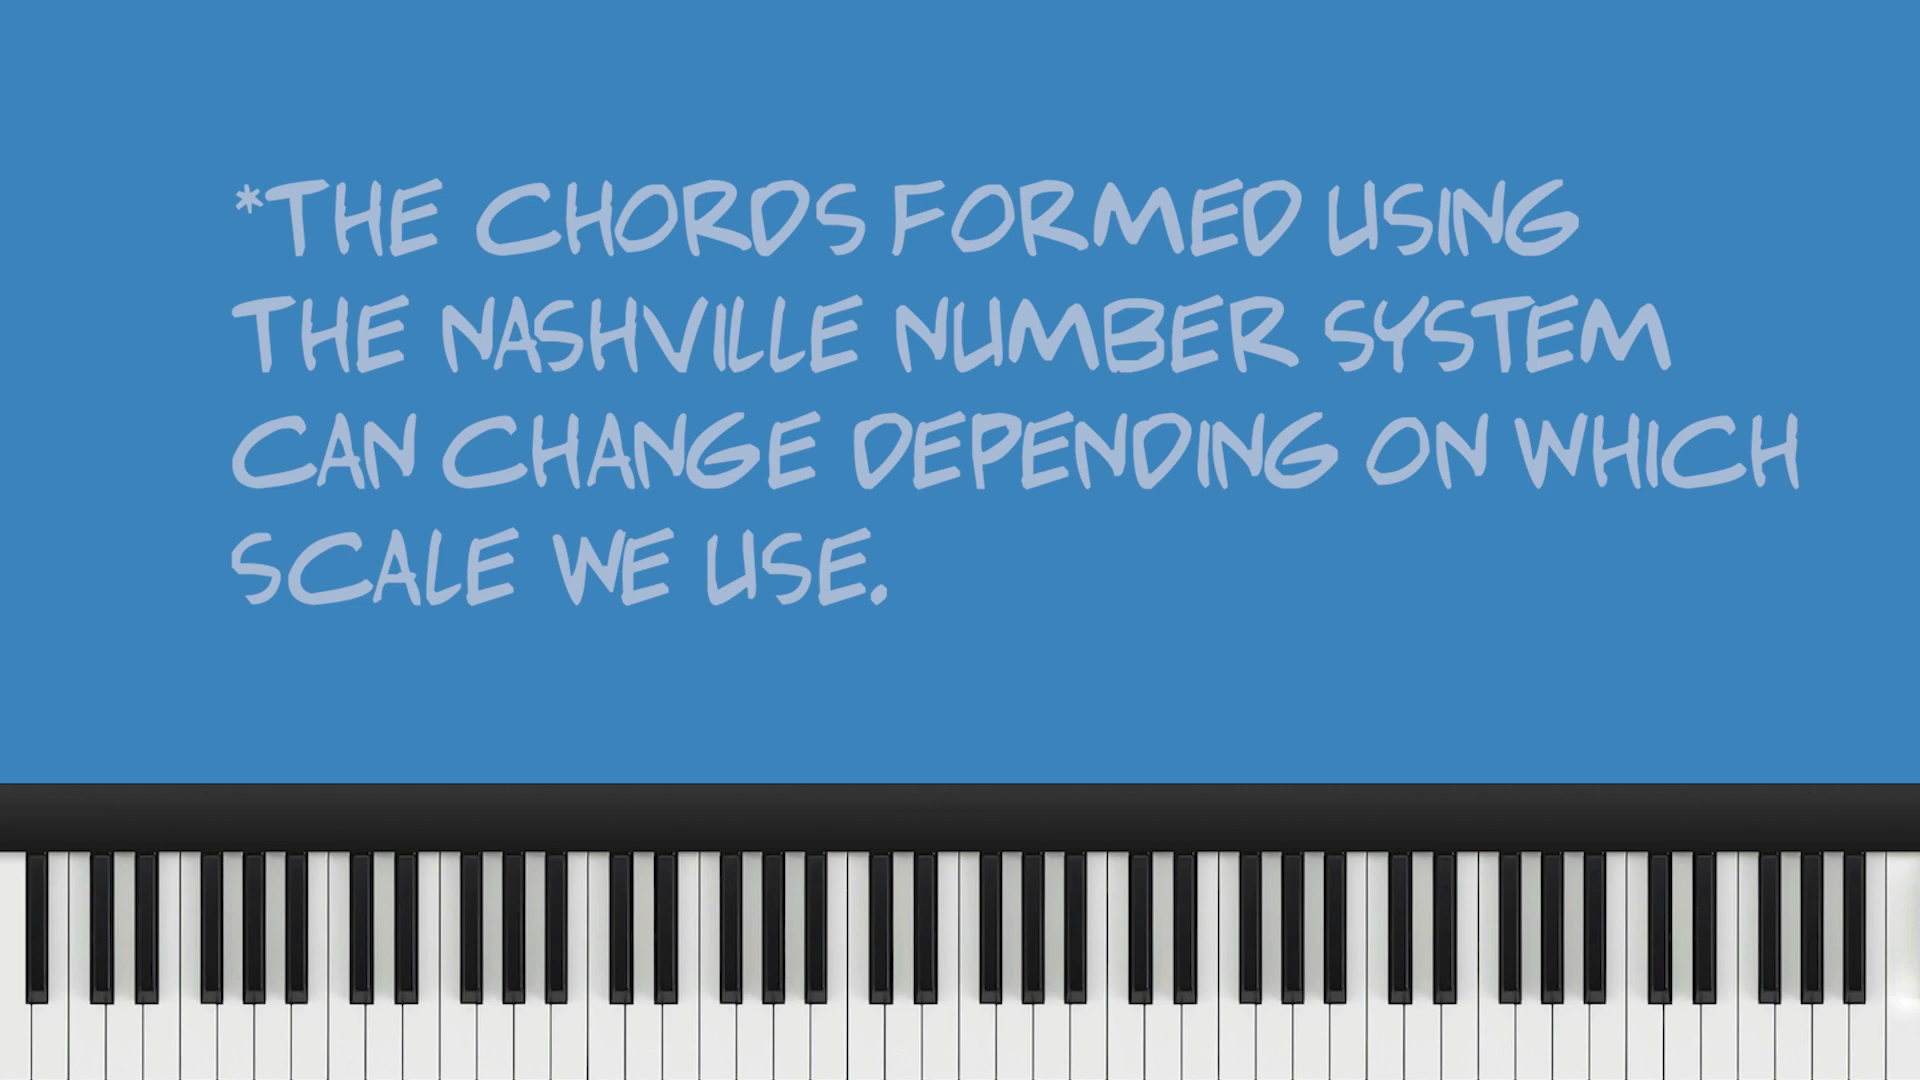 *THE CHORDS FORMED USING
THE NASHVILLE NUMBER SYSTEM
CAN CHANGE DEPENDING ON WHICH
SCALE WE USE.